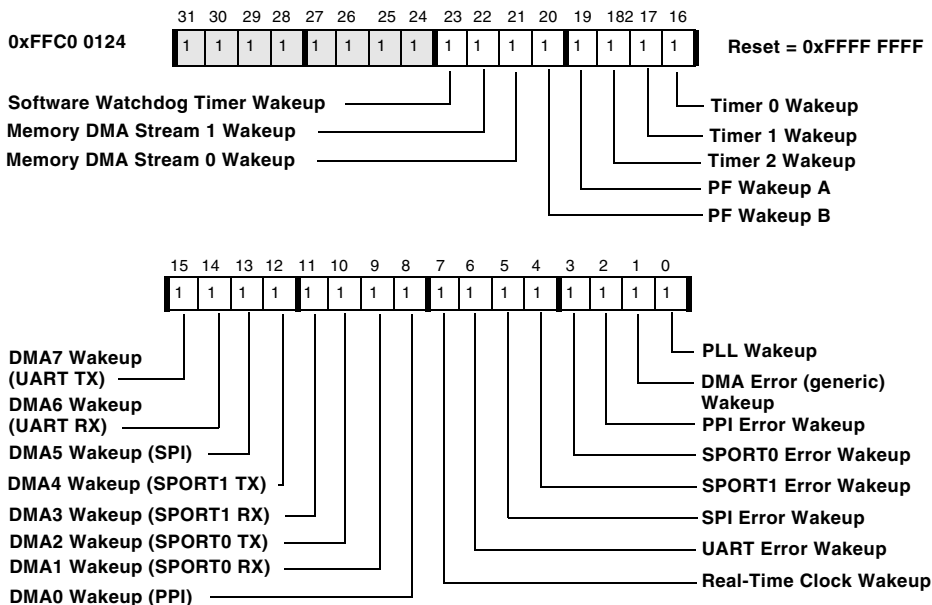 31 30 29 28 27 26 25 24 23 22 21 20 19 182 17 16
0xFFC0 0124
1 1 1 1 1 1 1 1 1 1 1 1 1 1 1 1
Reset = 0xFFFF FFFF
Software Watchdog Timer Wakeup
Memory DMA Stream 1 Wakeup
Memory DMA Stream 0 Wakeup
Timer 0 Wakeup
Timer 1 Wakeup
Timer 2 Wakeup
PF Wakeup A
PF Wakeup B
15 14 13 12 11 10 9 8 7 6 5 4 3 2 1 0
1 1 1 1 1 1 1 1 1 1 1 1 1 1 1 1
DMA7 Wakeup
(UART TX)
DMA6 Wakeup
(UART RX)
DMA5 Wakeup (SPI)
DMA4 Wakeup (SPORT1 TX)
DMA3 Wakeup (SPORT1 RX)
DMA2 Wakeup (SPORT0 TX)
DMA1 Wakeup (SPORT0 RX)
DMA0 Wakeup (PPI)
PLL Wakeup
DMA Error (generic)
Wakeup
PPI Error Wakeup
SPORT0 Error Wakeup
SPORT1 Error Wakeup
SPI Error Wakeup
UART Error Wakeup
Real-Time Clock Wakeup